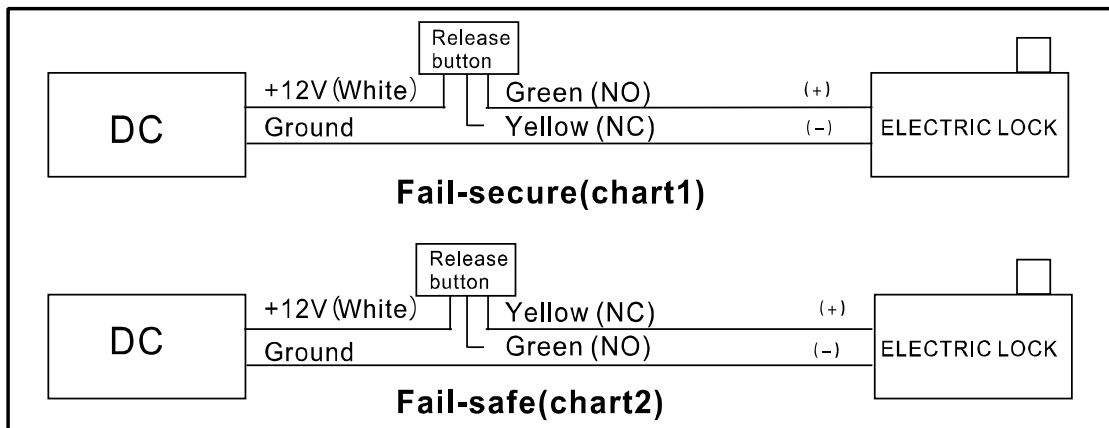 Release
button
+12V(White)
Green (NO)
(+)
DC
Ground
Yellow (NC)
(-)
ELECTRIC LOCK
Fail-secure(chart1)
Release
button
+12V(White)
Yellow (NC)
(+)
DC
Ground
Green (NO)
(-)
ELECTRIC LOCK
Fail-safe(chart2)